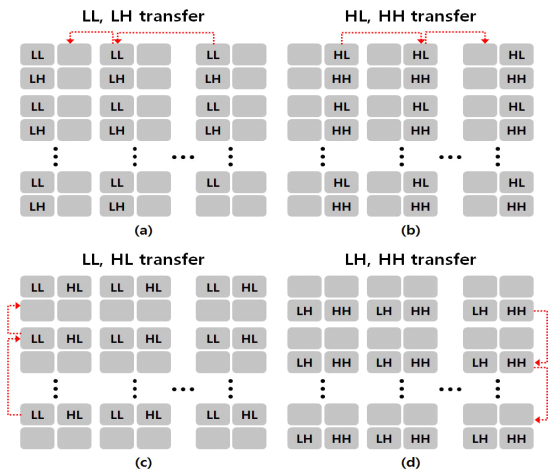 LL, LH transfer
LL LL LL
LH LH LH
LL LL LL
LH LH LH
LL LL LL
LH LH
(a)
HL, HH transfer
HL HL HL
HH HH HH
HL HL HL
HH HH HH
HL HL HL
HH HH HH
(b)
LL, HL transfer
LL HL LL HL LL HL
LL HL LL HL LL HL
LL HL LL HL LL HL
(c)
LH, HH transfer
LH HH LH HH LH HH
LH HH LH HH LH HH
LH HH LH HH LH HH
(d)